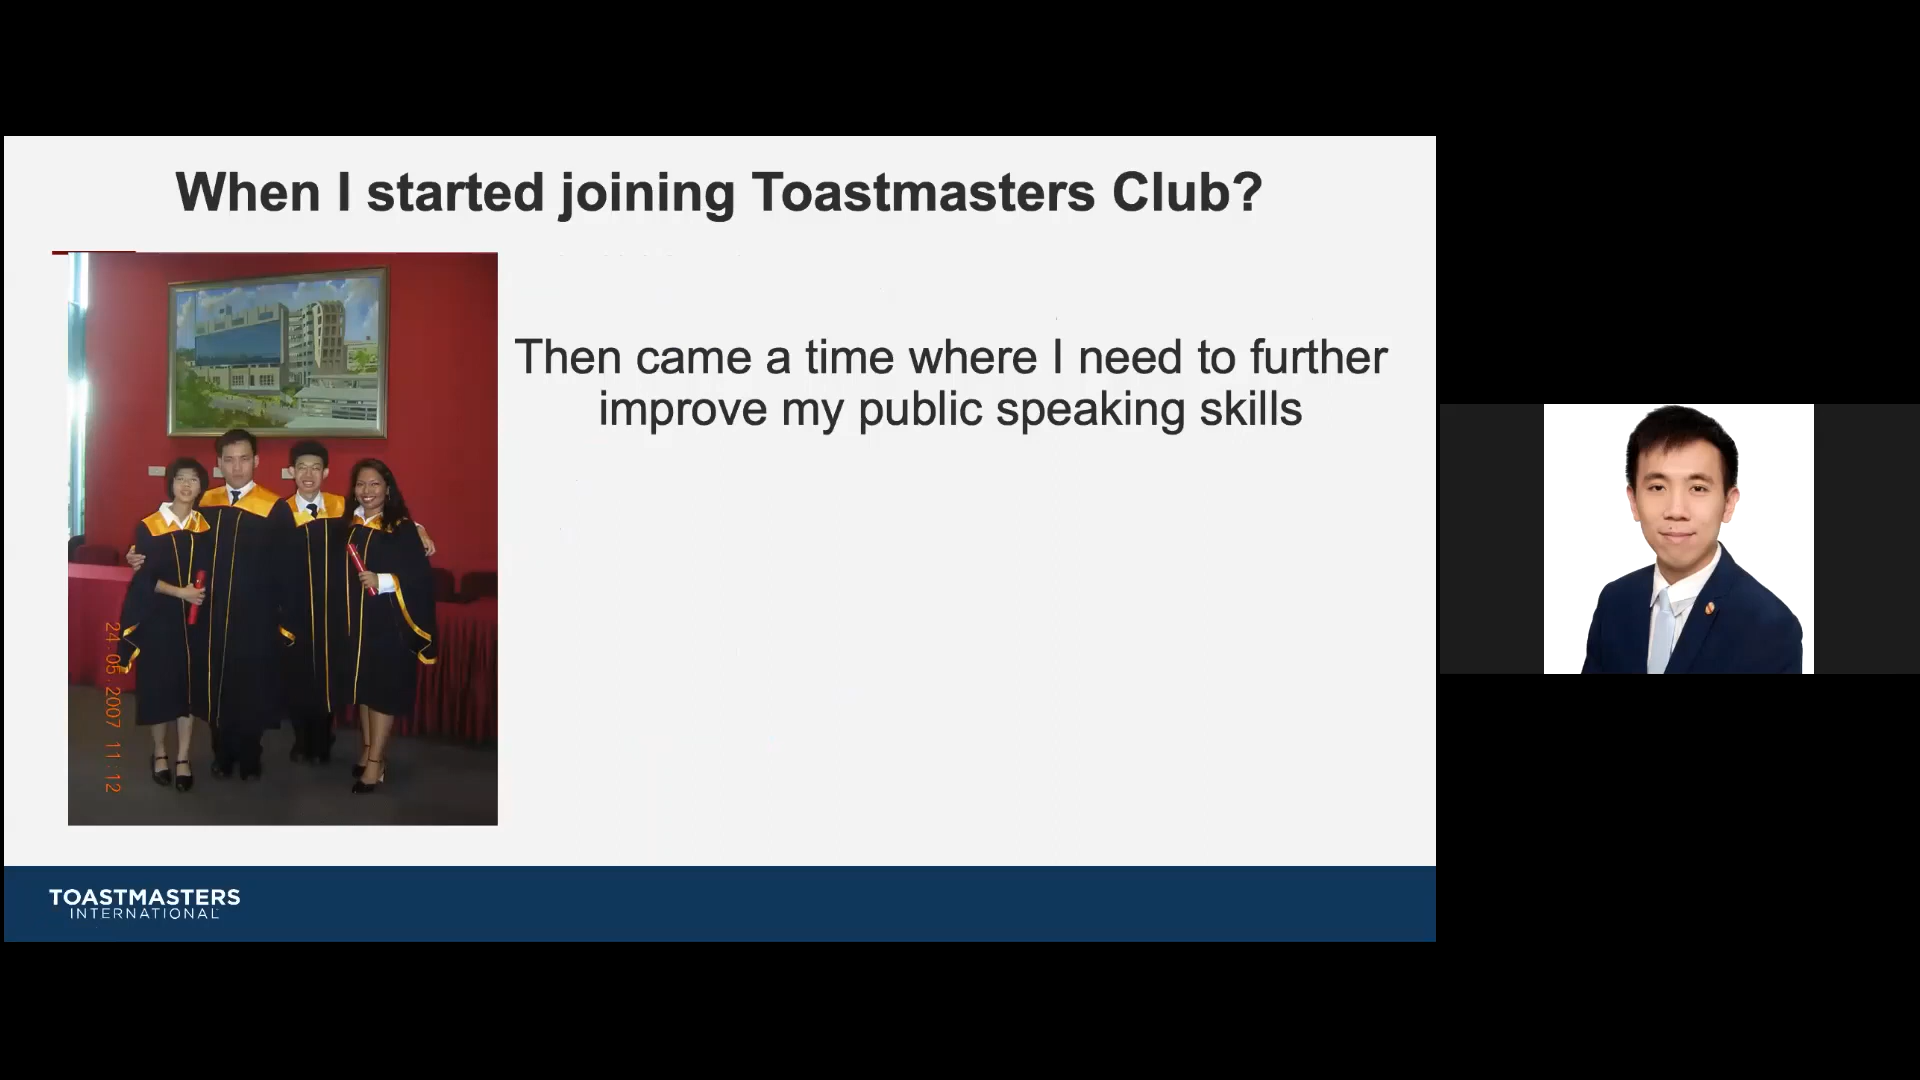 When I started joining Toastmasters Club?
Then came a time where I need to further
improve my public speaking skills
24. 05. 2007 11:12
TOASTMASTERS
INTERNATIONAL